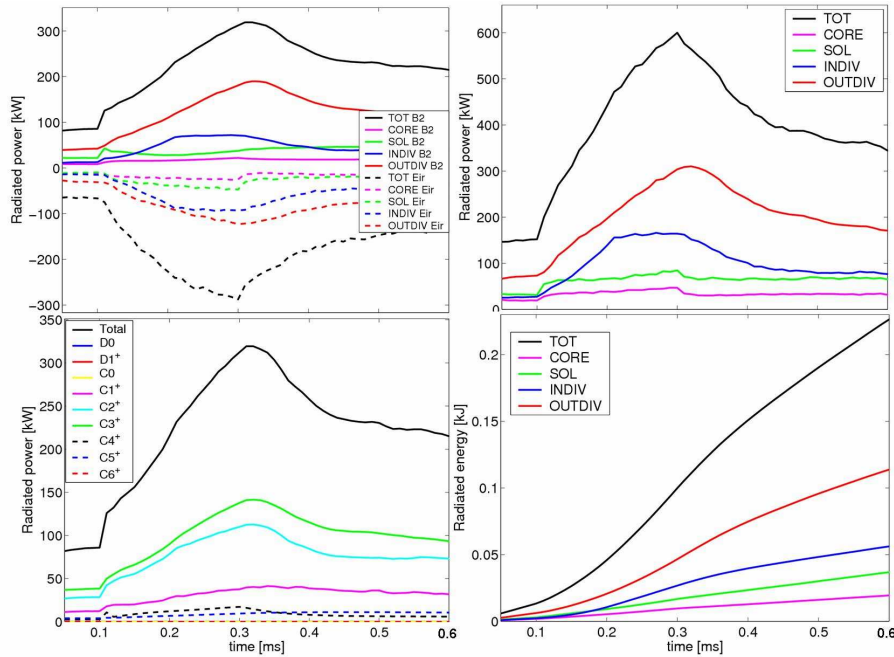 Radiated power [kW]
300
200
100
0
−100
−200
−300
TOT B2
CORE B2
SOL B2
INDIV B2
OUTDIV B2
TOT Eir
CORE Eir
SOL Eir
INDIV Eir
OUTDIV Eir
Radiated power [kW]
600
500
400
300
200
100
0
TOT
CORE
SOL
INDIV
OUTDIV
Radiated power [kW]
350
300
250
200
150
100
50
0
Total
D0
D1+
C0
C1+
C2+
C3+
C4+
C5+
C6+
0.1 0.2 0.3 0.4 0.5 0.6
time [ms]
Radiated energy [kJ]
0.2
0.15
0.1
0.05
0
TOT
CORE
SOL
INDIV
OUTDIV
0.1 0.2 0.3 0.4 0.5 0.6
time [ms]